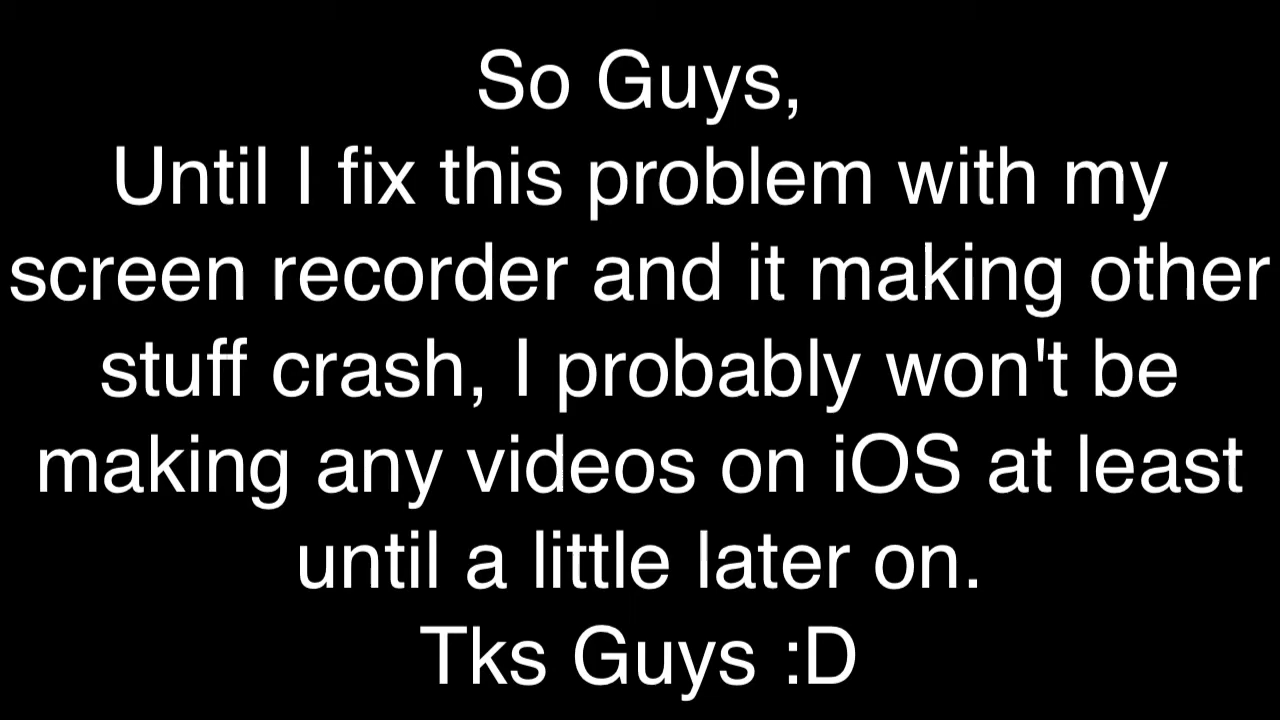 So Guys,
Until I fix this problem with my
screen recorder and it making other
stuff crash, I probably won't be
making any videos on iOS at least
until a little later on.
Tks Guys :D